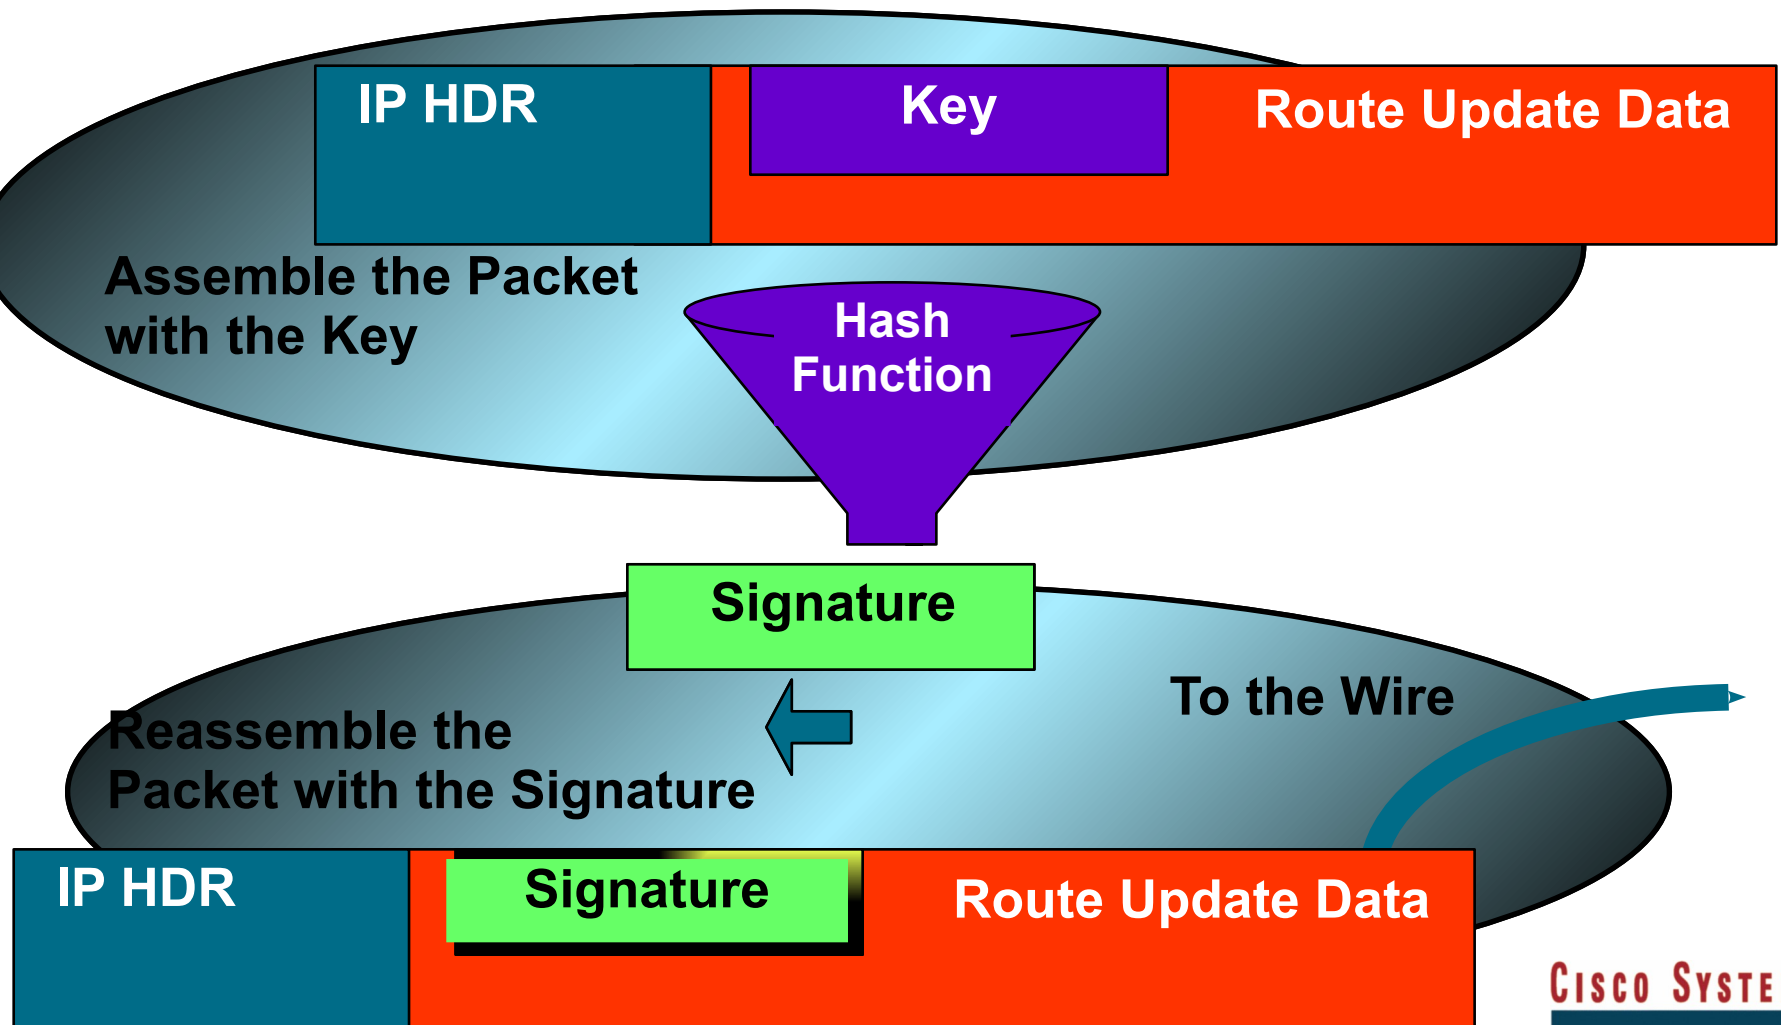 IP HDR
Key
Route Update Data
Assemble the Packet
with the Key
Hash
Function
Signature
To the Wire
Reassemble the
Packet with the Signature
IP HDR
Signature
Route Update Data
CISCO SYSTE